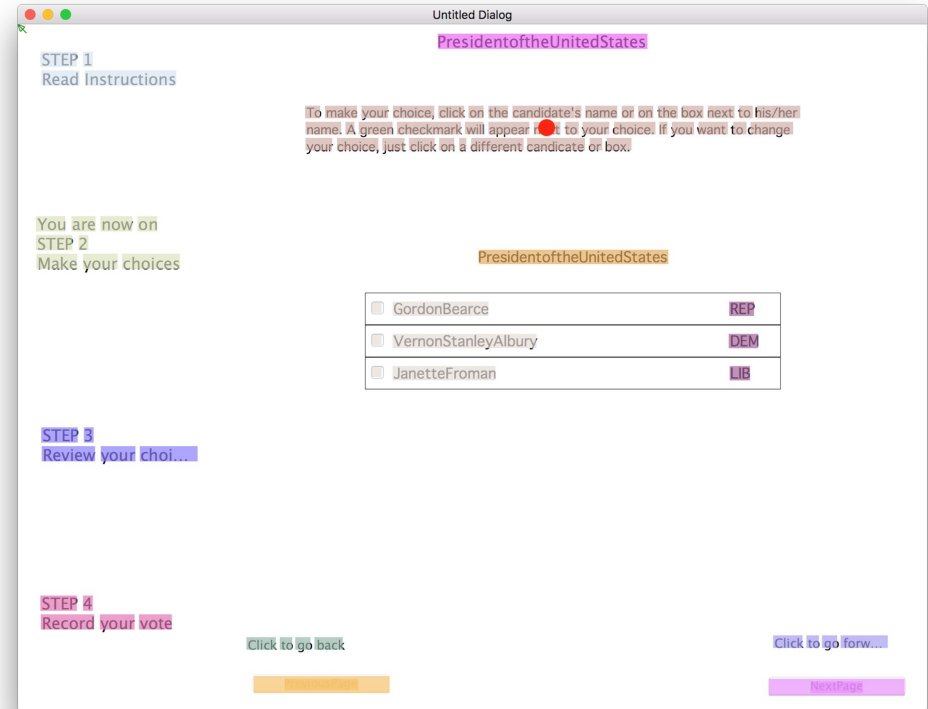 Untitled Dialog
PresidentoftheUnitedStates
STEP 1
Read Instructions
To make your choice, click on the candidate's name or on the box next to his/her
name. A green checkmark will appear to your choice. If you want to change
your choice, just click on a different candicate or box.
You are now on
STEP 2
Make your choices
PresidentoftheUnitedStates
GordonBearce REP
VernonStanleyAlbury DEM
JanetteFroman LIB
STEP 3
Review your choi...
STEP 4
Record your vote
Click to go back
Click to go forw...
NextPage